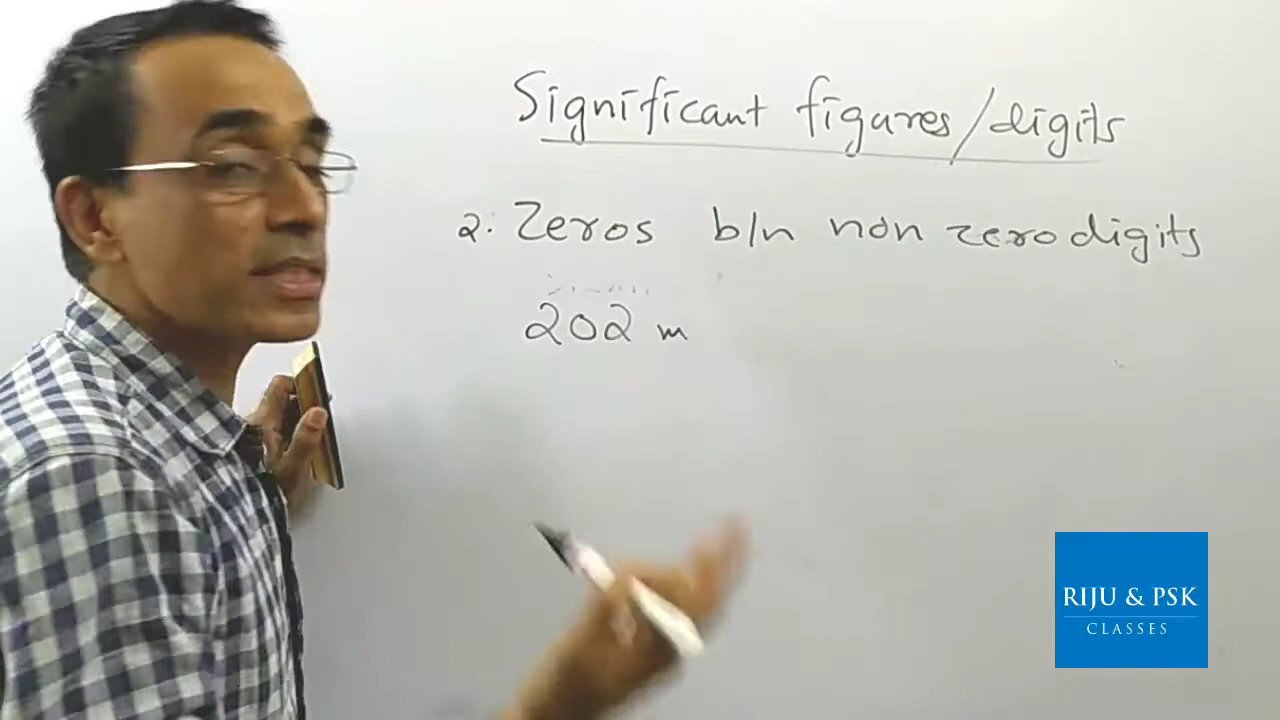 Significant figures/digits
2: Zeros b/n non zero digits
202 m
RIJU & PSK
CLASSES